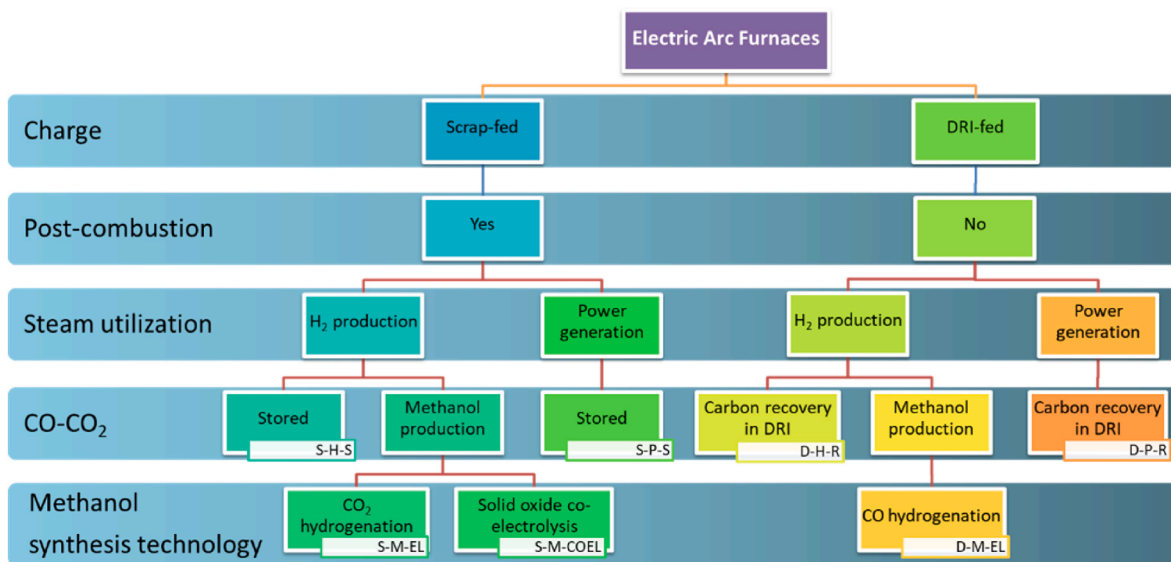 Electric Arc Furnaces
Charge
Scrap-fed
DRI-fed
Post-combustion
Yes
No
Steam utilization
H₂ production
Power
generation
H₂ production
Power
generation
CO-CO₂
Stored
S-H-S
Methanol
production
Stored
S-P-S
Carbon recovery
in DRI
D-H-R
Methanol
production
Carbon recovery
in DRI
D-P-R
Methanol
synthesis technology
CO₂
hydrogenation
S-M-EL
Solid oxide co-
electrolysis
S-M-COEL
CO hydrogenation
D-M-EL